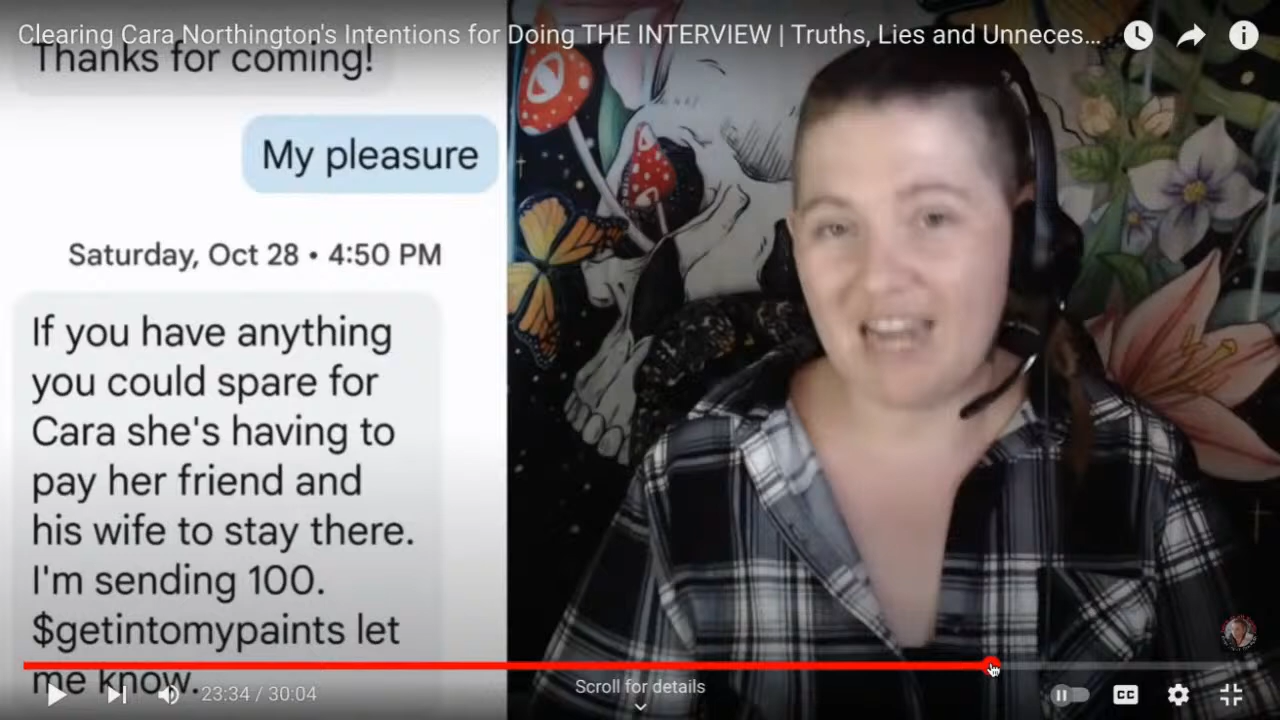 Clearing Cara Northington's Intentions for Doing THE INTERVIEW | Truths, Lies and Unneces...
Thanks for coming!
My pleasure
Saturday, Oct 28 • 4:50 PM
If you have anything
you could spare for
Cara she's having to
pay her friend and
his wife to stay there.
I'm sending 100.
$getintomypaints let
me know.
23:34 / 30:04
Scroll for details
CC